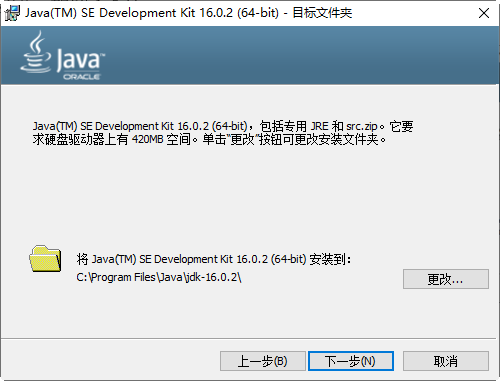 Java(TM) SE Development Kit 16.0.2 (64-bit) - 目标文件夹
Java™
ORACLE
Java(TM) SE Development Kit 16.0.2 (64-bit)，包括专用 JRE 和 src.zip。它要
求硬盘驱动器上有 420MB 空间。单击“更改”按钮可更改安装文件夹。
将 Java(TM) SE Development Kit 16.0.2 (64-bit) 安装到：
C:\Program Files\Java\jdk-16.0.2\
更改...
上一步(B) 下一步(N) 取消